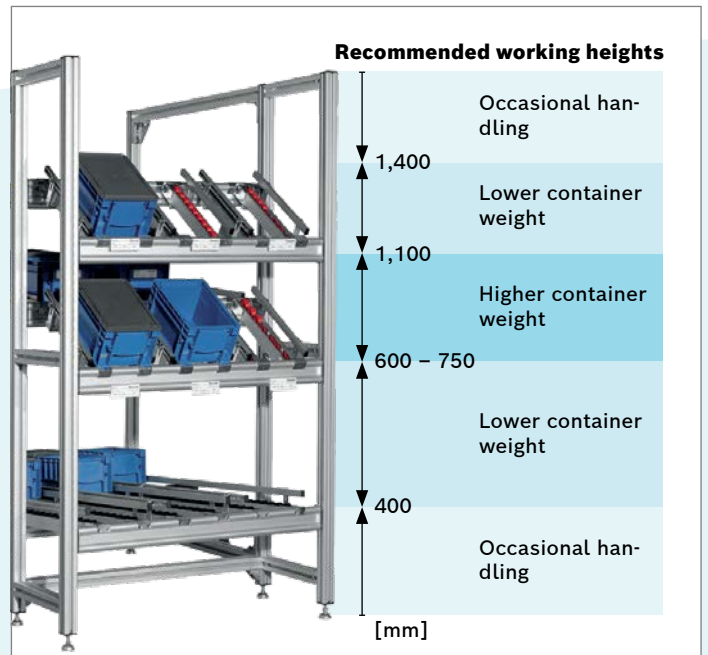 Recommended working heights
Occasional han-
dling
1,400
Lower container
weight
1,100
Higher container
weight
600 – 750
Lower container
weight
400
Occasional han-
dling
[mm]